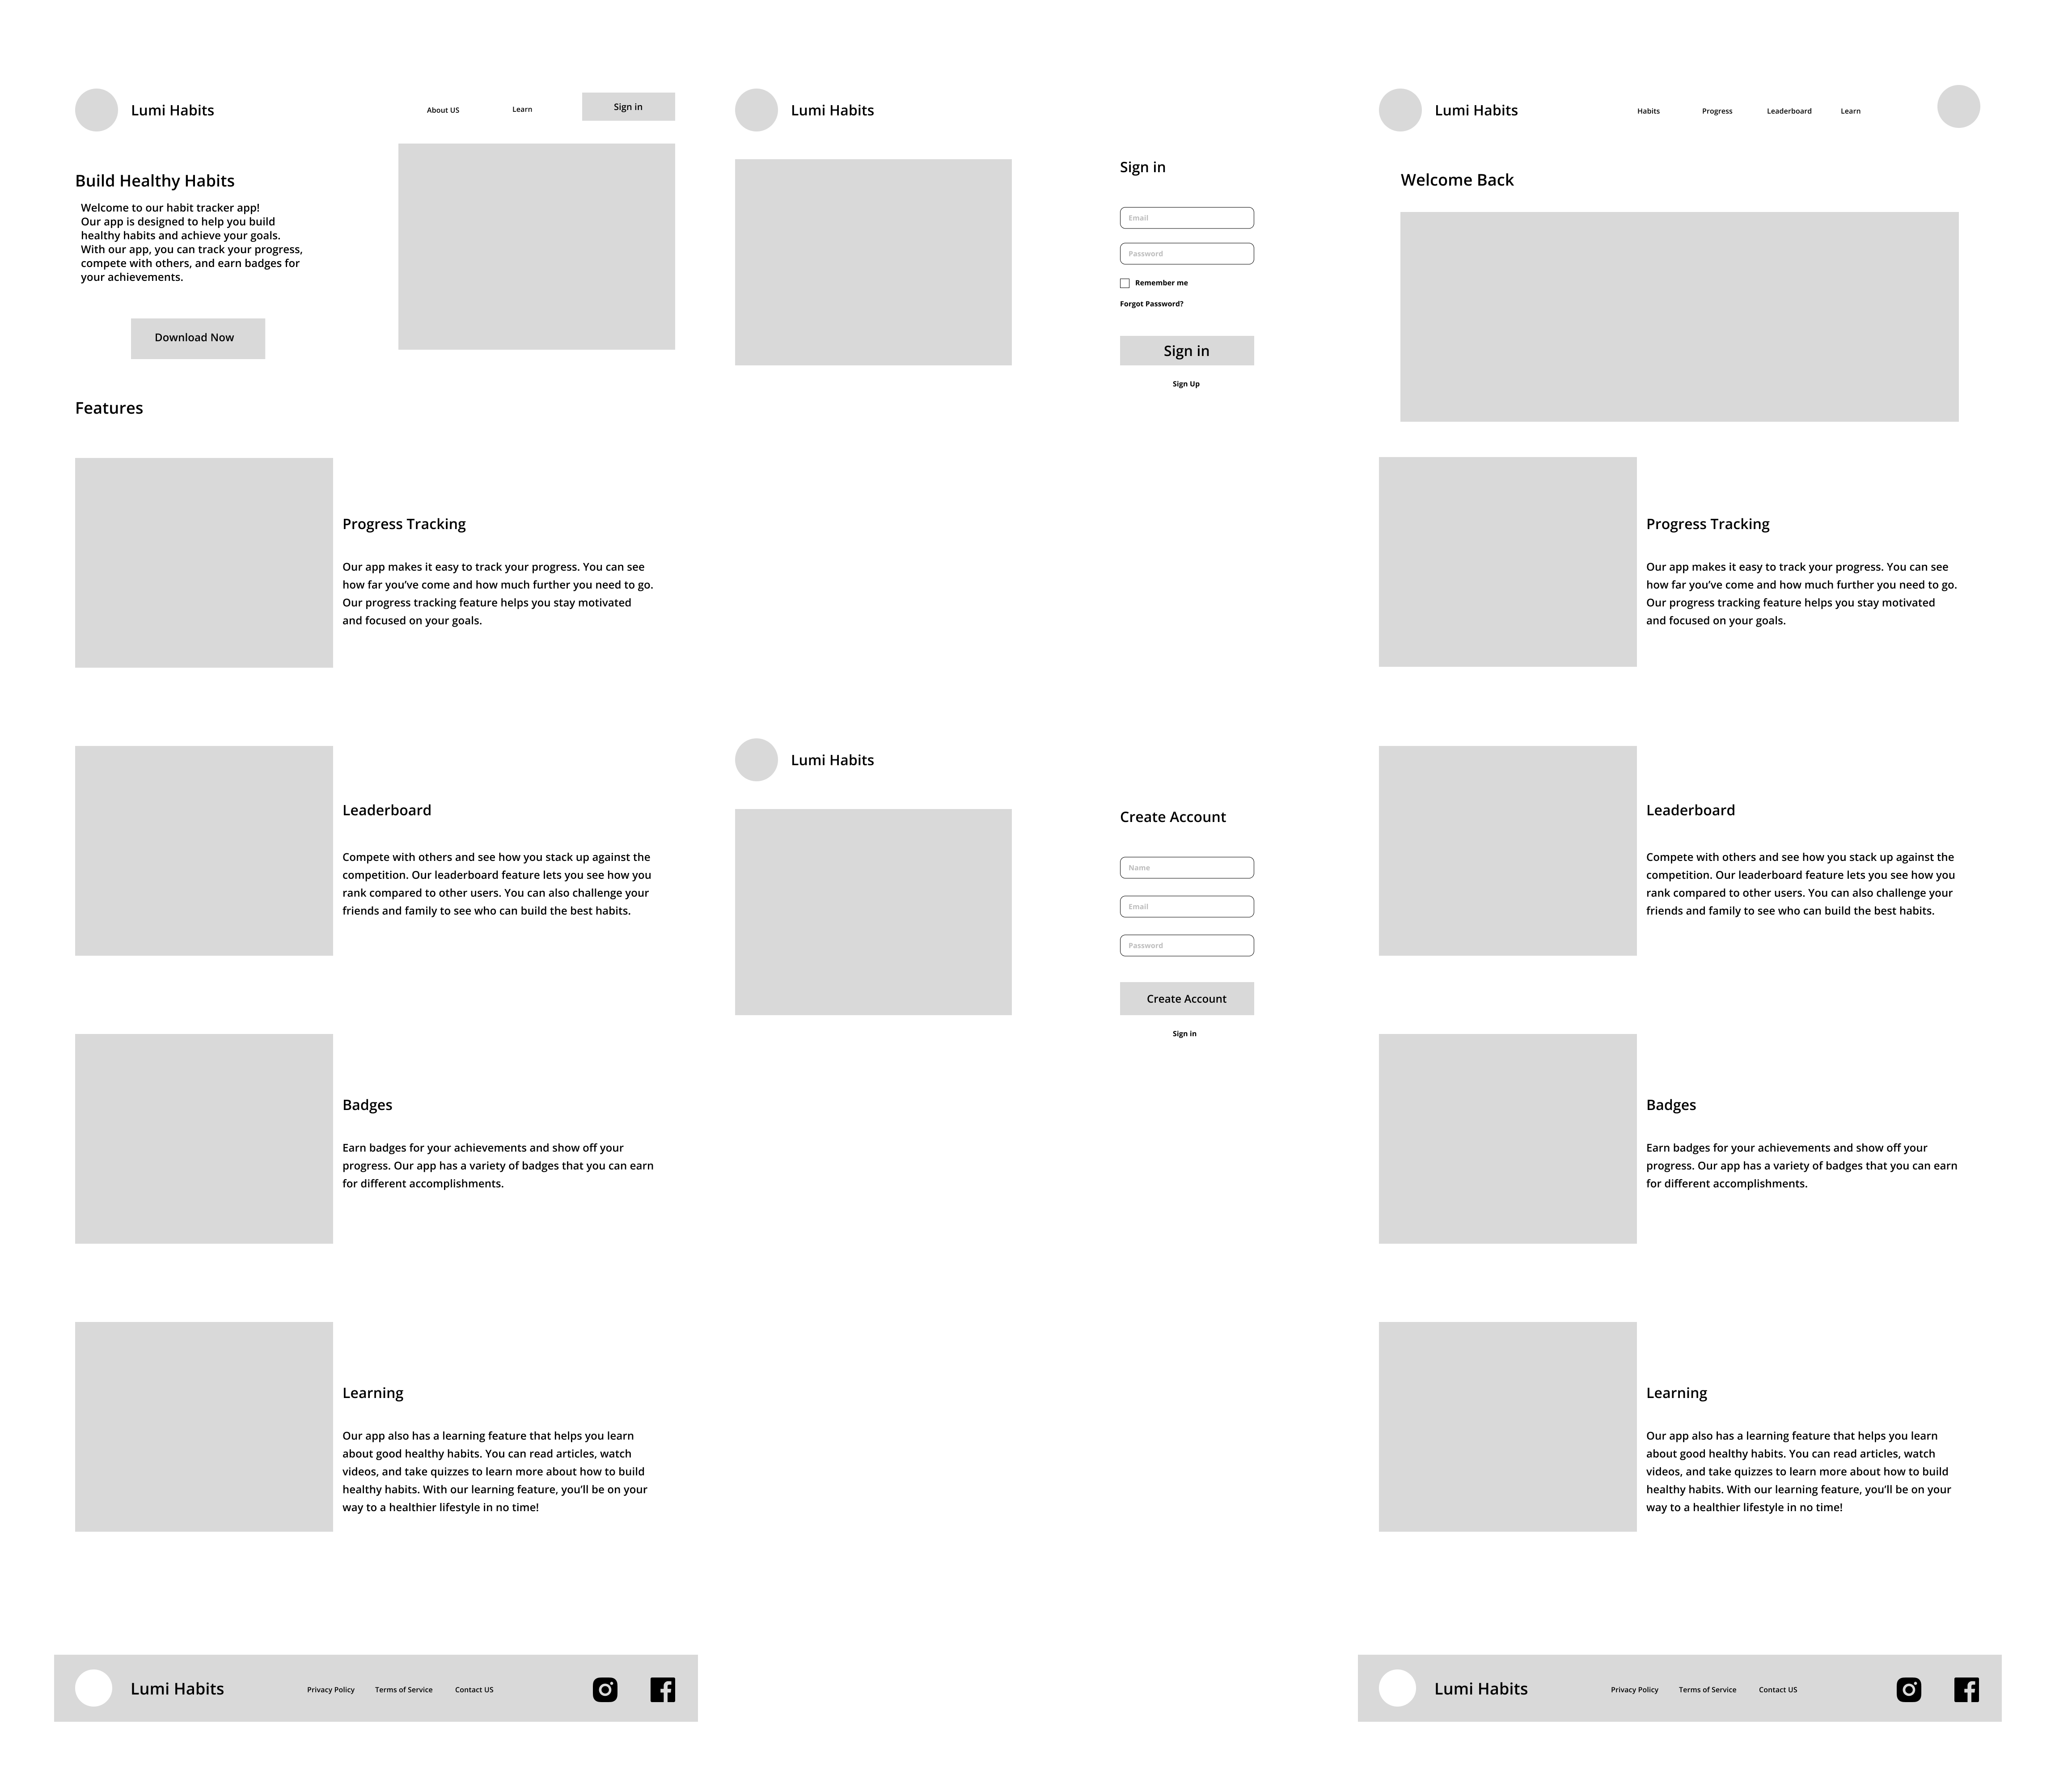 Lumi Habits
About US
Learn
Sign in
Build Healthy Habits
Welcome to our habit tracker app!
Our app is designed to help you build
healthy habits and achieve your goals.
With our app, you can track your progress,
compete with others, and earn badges for
your achievements.
Download Now
Features
Progress Tracking
Our app makes it easy to track your progress. You can see
how far you’ve come and how much further you need to go.
Our progress tracking feature helps you stay motivated
and focused on your goals.
Leaderboard
Compete with others and see how you stack up against the
competition. Our leaderboard feature lets you see how you
rank compared to other users. You can also challenge your
friends and family to see who can build the best habits.
Badges
Earn badges for your achievements and show off your
progress. Our app has a variety of badges that you can earn
for different accomplishments.
Learning
Our app also has a learning feature that helps you learn
about good healthy habits. You can read articles, watch
videos, and take quizzes to learn more about how to build
healthy habits. With our learning feature, you’ll be on your
way to a healthier lifestyle in no time!
Lumi Habits
Privacy Policy
Terms of Service
Contact US
Lumi Habits
Sign in
Email
Password
Remember me
Forgot Password?
Sign in
Sign Up
Lumi Habits
Create Account
Name
Email
Password
Create Account
Sign in
Lumi Habits
Habits
Progress
Leaderboard
Learn
Welcome Back
Progress Tracking
Our app makes it easy to track your progress. You can see
how far you’ve come and how much further you need to go.
Our progress tracking feature helps you stay motivated
and focused on your goals.
Leaderboard
Compete with others and see how you stack up against the
competition. Our leaderboard feature lets you see how you
rank compared to other users. You can also challenge your
friends and family to see who can build the best habits.
Badges
Earn badges for your achievements and show off your
progress. Our app has a variety of badges that you can earn
for different accomplishments.
Learning
Our app also has a learning feature that helps you learn
about good healthy habits. You can read articles, watch
videos, and take quizzes to learn more about how to build
healthy habits. With our learning feature, you’ll be on your
way to a healthier lifestyle in no time!
Lumi Habits
Privacy Policy
Terms of Service
Contact US